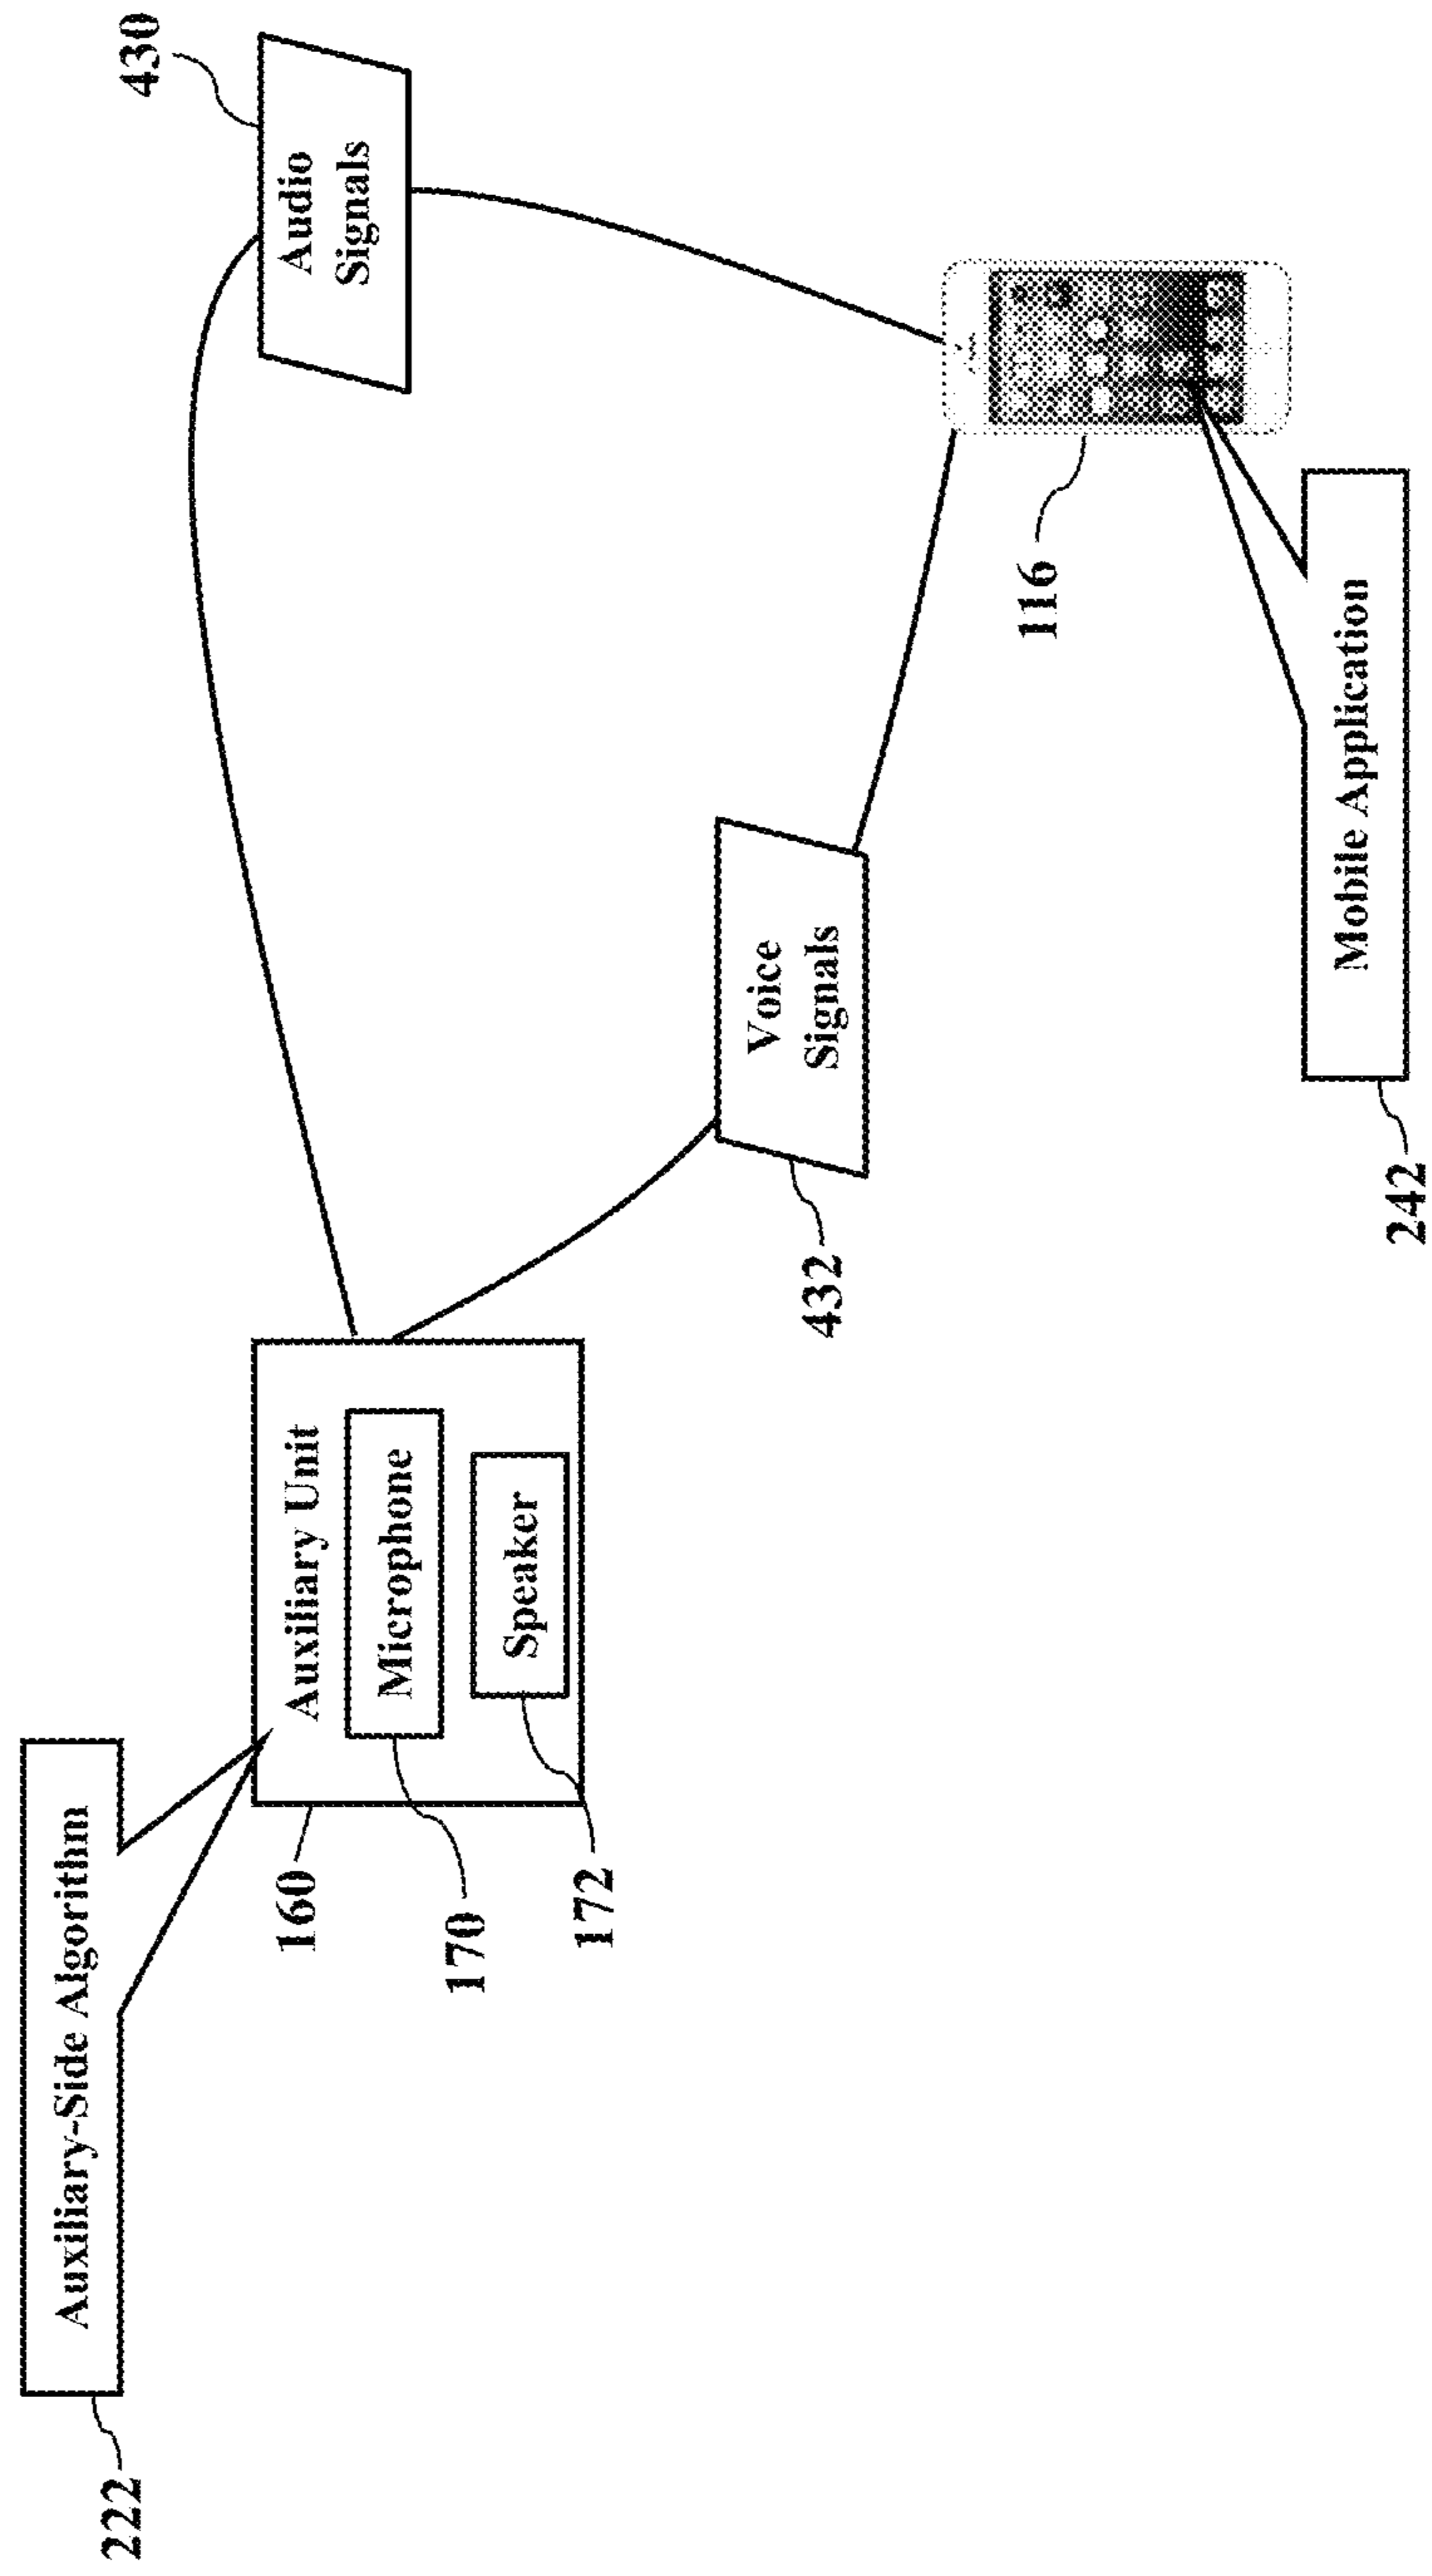 222
Auxiliary-Side Algorithm
160
Auxiliary Unit
170
Microphone
172
Speaker
432
Voice
Signals
430
Audio
Signals
116
242
Mobile Application